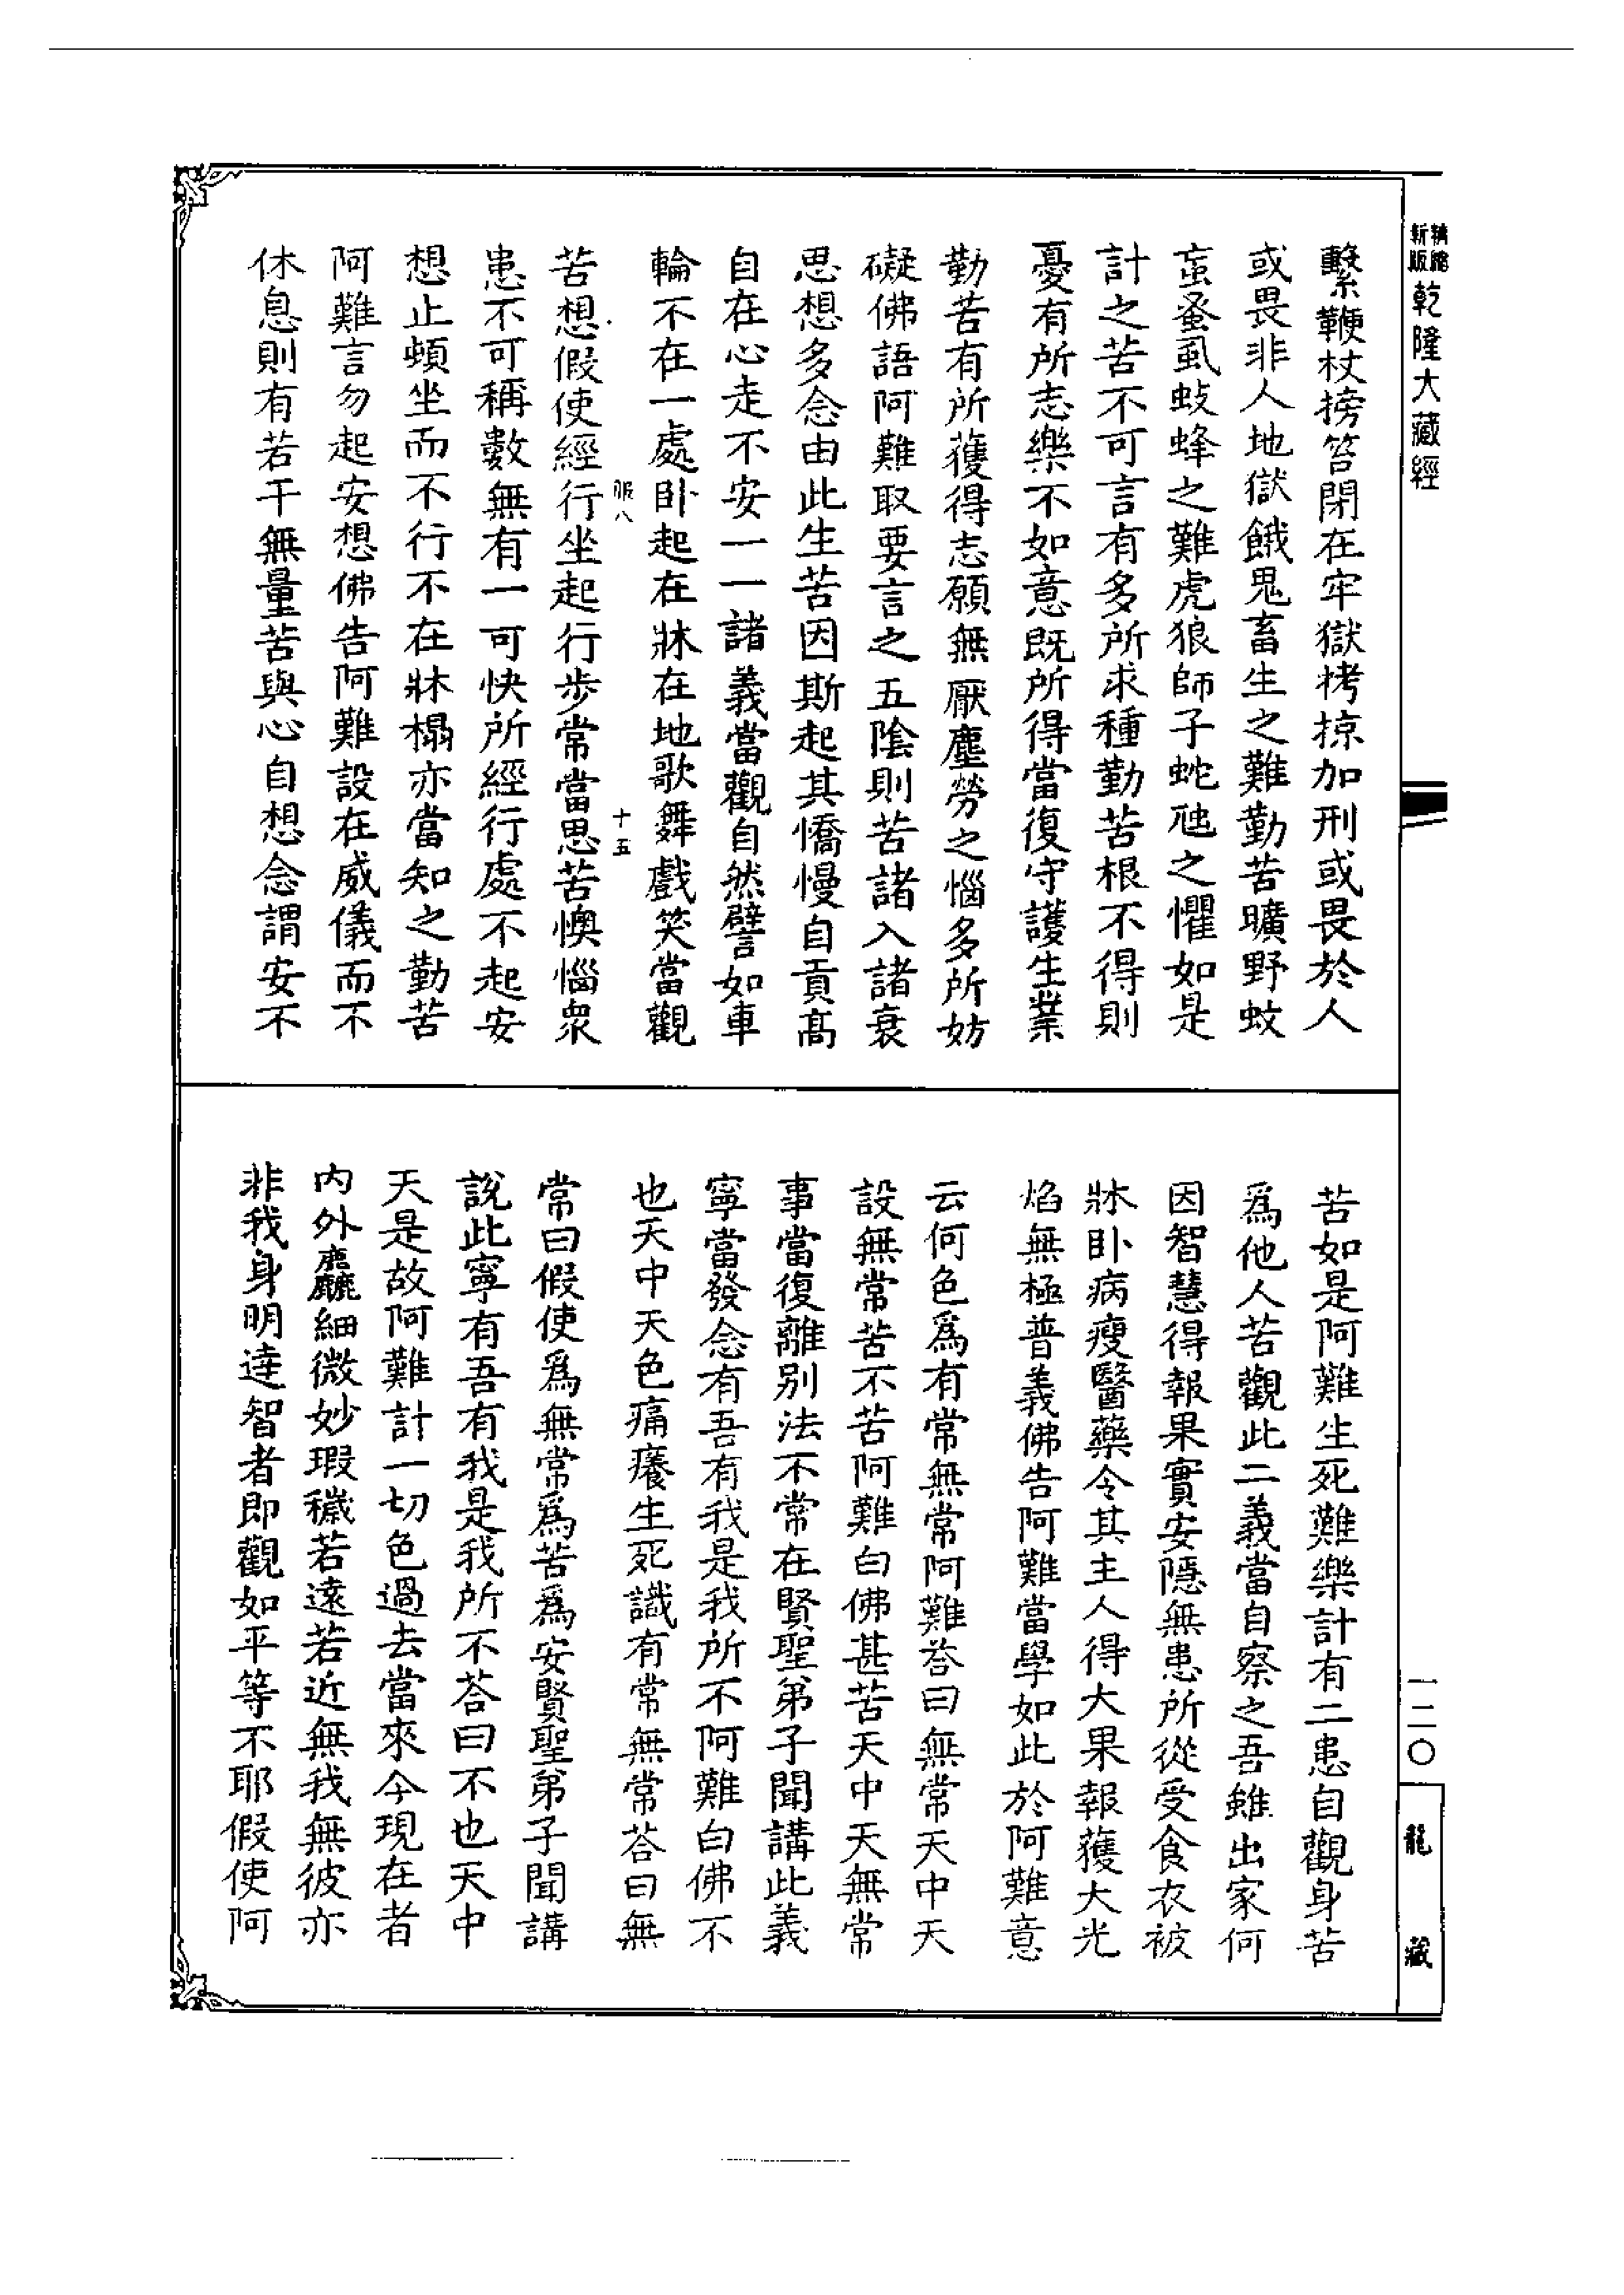 新版
乾隆大藏經
繫鞭杖搒笞閉在牢獄拷掠加刑或畏於人
或畏非人地獄餓鬼畜生之難勤苦曠野蚊
䖟蚤虱蚑蜂之難虎狼師子蛇虺之懼如是
計之苦不可言有多所求種勤苦根不得則
憂有所志樂不如意既所得當復守護生業
勤苦有所獲得志願無厭塵勞之惱多所妨
礙佛語阿難取要言之五陰則苦諸入諸衰
思想多念由此生苦因斯起其憍慢自貢高
自在心走不安一一諸義當觀自然譬如車
輪不在一處卧起在牀在地歌舞戲笑當觀
服八
十五
苦想假使經行坐起行步常當思苦懊惱衆
患不可稱數無有一可快所經行處不起安
想止頓坐而不行不在牀榻亦當知之勤苦
阿難言勿起安想佛告阿難設在威儀而不
休息則有若干無量苦與心自想念謂安不
苦如是阿難生死難樂計有二患自觀身苦
爲他人苦觀此二義當自察之吾雖出家何
因智慧得報果實安隱無患所從受食衣被
牀卧病瘦醫藥令其主人得大果報獲大光
焰無極普義佛告阿難當學如此於阿難意
云何色爲有常無常阿難荅曰無常天中天
設無常苦不苦阿難白佛甚苦天中天無常
事當復離别法不常在賢聖弟子聞講此義
寧當發念有吾有我是我所不阿難白佛不
也天中天色痛癢生死識有常無常荅曰無
常曰假使爲無常爲苦爲安賢聖弟子聞講
說此寧有吾有我是我所不荅曰不也天中
天是故阿難計一切色過去當來今現在者
内外麤細微妙瑕穢若遠若近無我無彼亦
非我身明達智者即觀如平等不耶假使阿
一二〇
龍藏